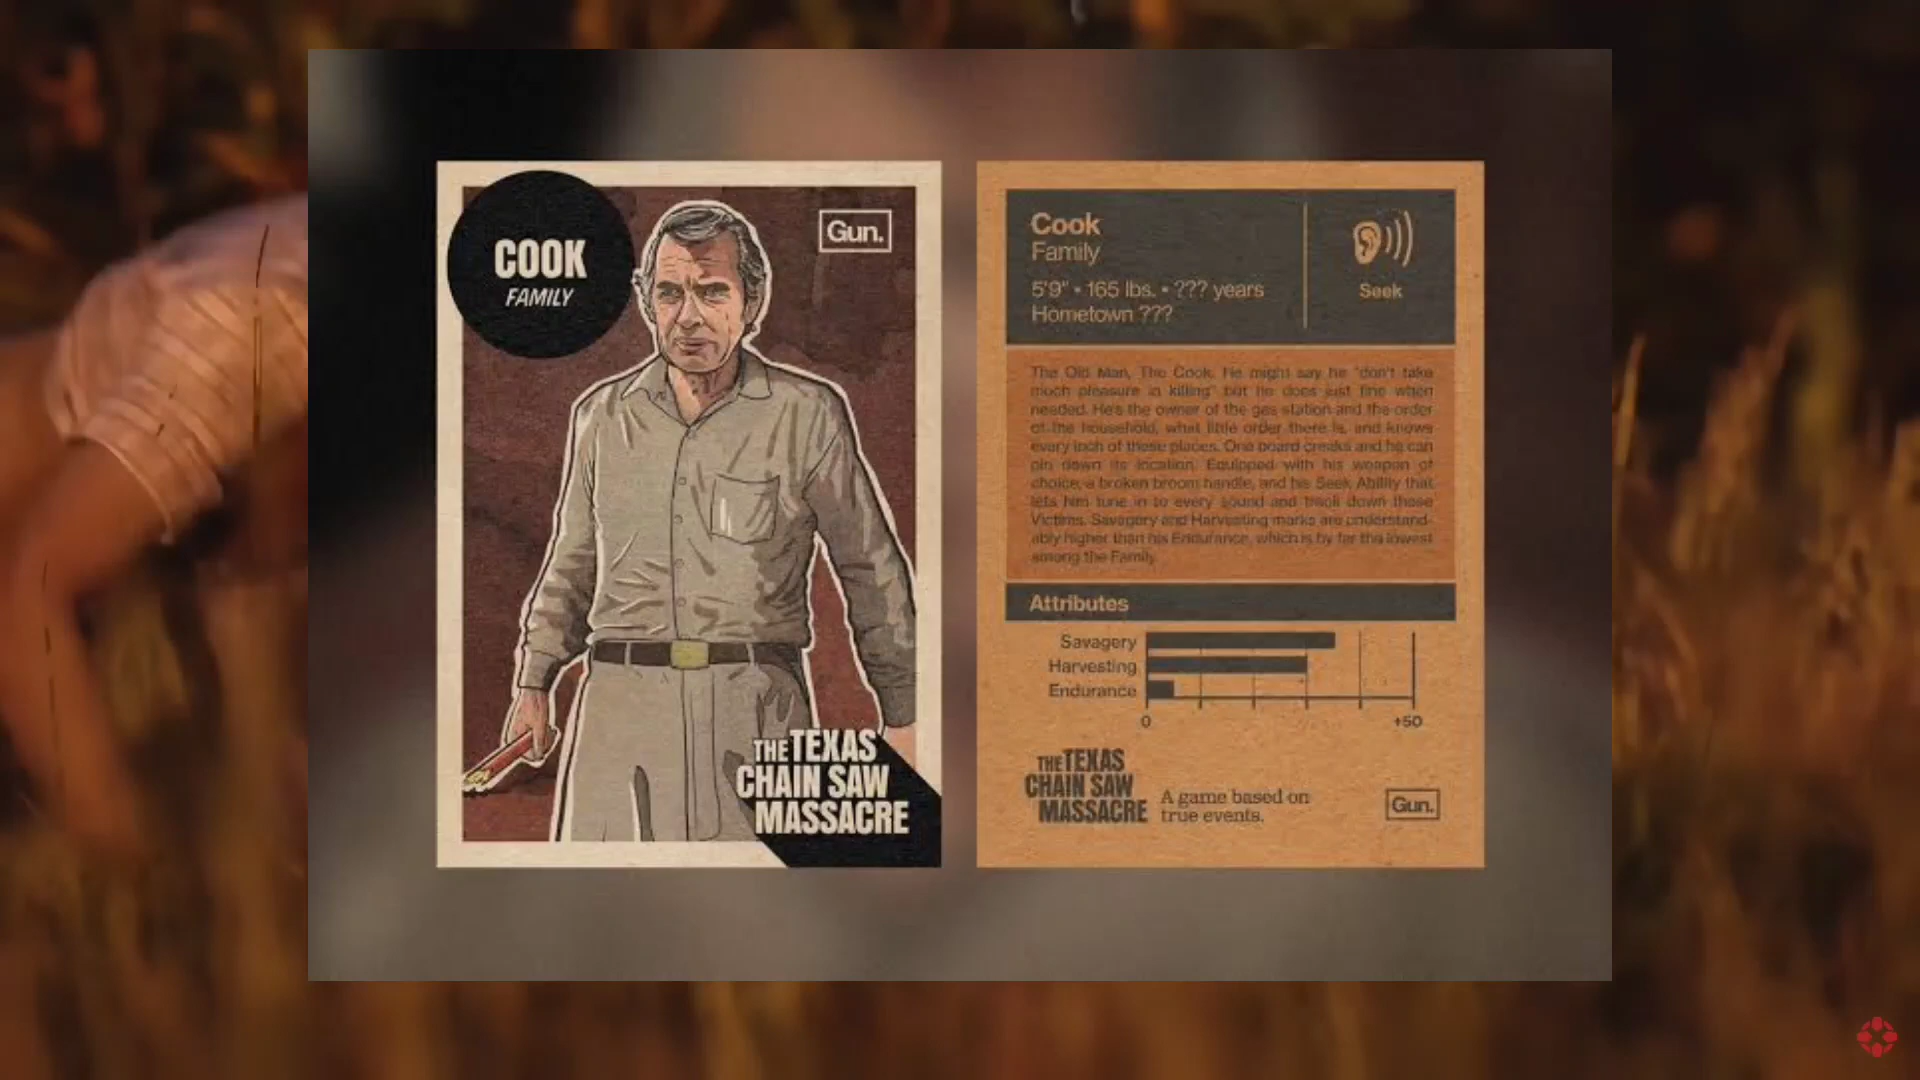 COOK
FAMILY
Gun.
THE TEXAS
CHAIN SAW
MASSACRE
Cook
Family
5'9" • 165 lbs. • ??? years
Hometown ???
Seek
The Old Man, The Cook. He might say he "don't take
much pleasure in killing" but he does just fine when
needed. He's the owner of the gas station and the order
of the household, what little order there is, and knows
every inch of these places. One board creaks and he can
pin down its location. Equipped with his weapon of
choice, a broken broom handle, and his Seek Ability that
lets him tune in to every sound and track down those
Victims. Savagery and Harvesting marks are understand-
ably higher than his Endurance, which is by far the lowest
among the Family.
Attributes
Savagery
Harvesting
Endurance
0 +50
THE TEXAS
CHAIN SAW
MASSACRE
A game based on
true events.
Gun.